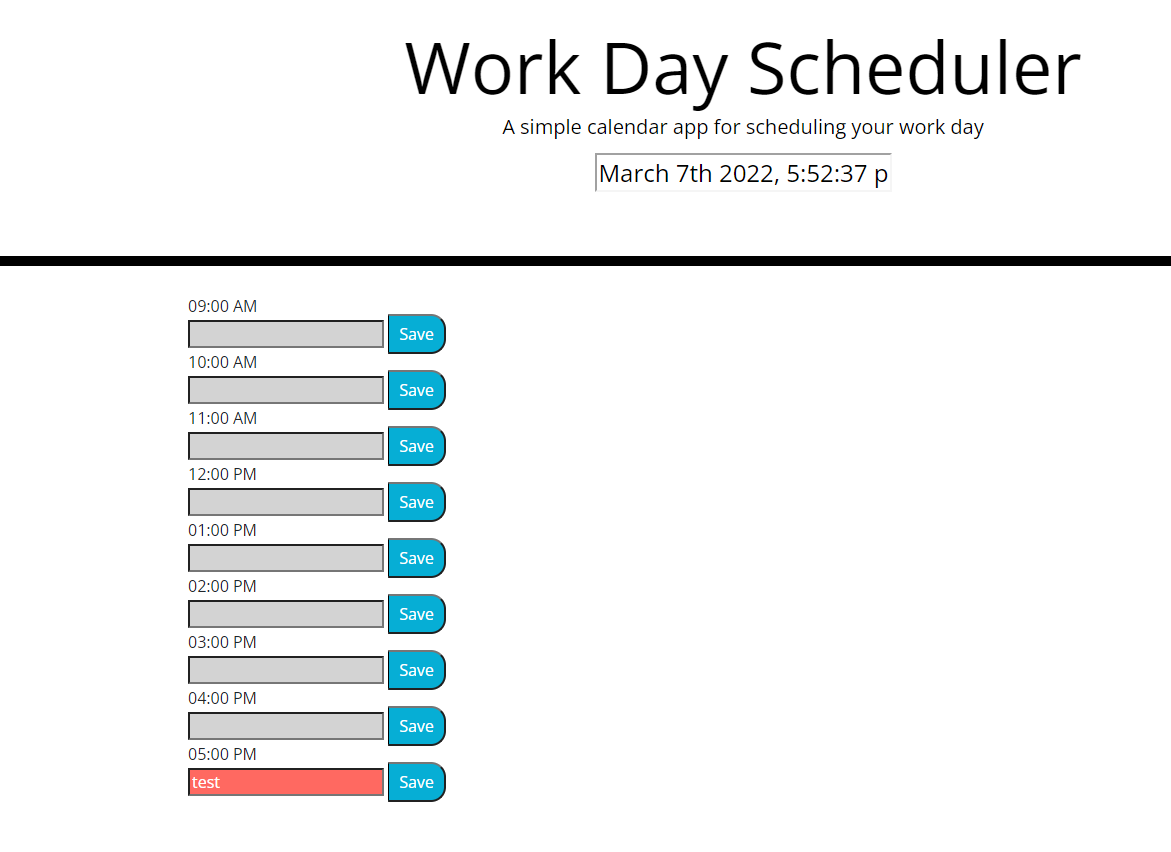 Work Day Scheduler
A simple calendar app for scheduling your work day
March 7th 2022, 5:52:37 p
09:00 AM
Save
10:00 AM
Save
11:00 AM
Save
12:00 PM
Save
01:00 PM
Save
02:00 PM
Save
03:00 PM
Save
04:00 PM
Save
05:00 PM
test Save